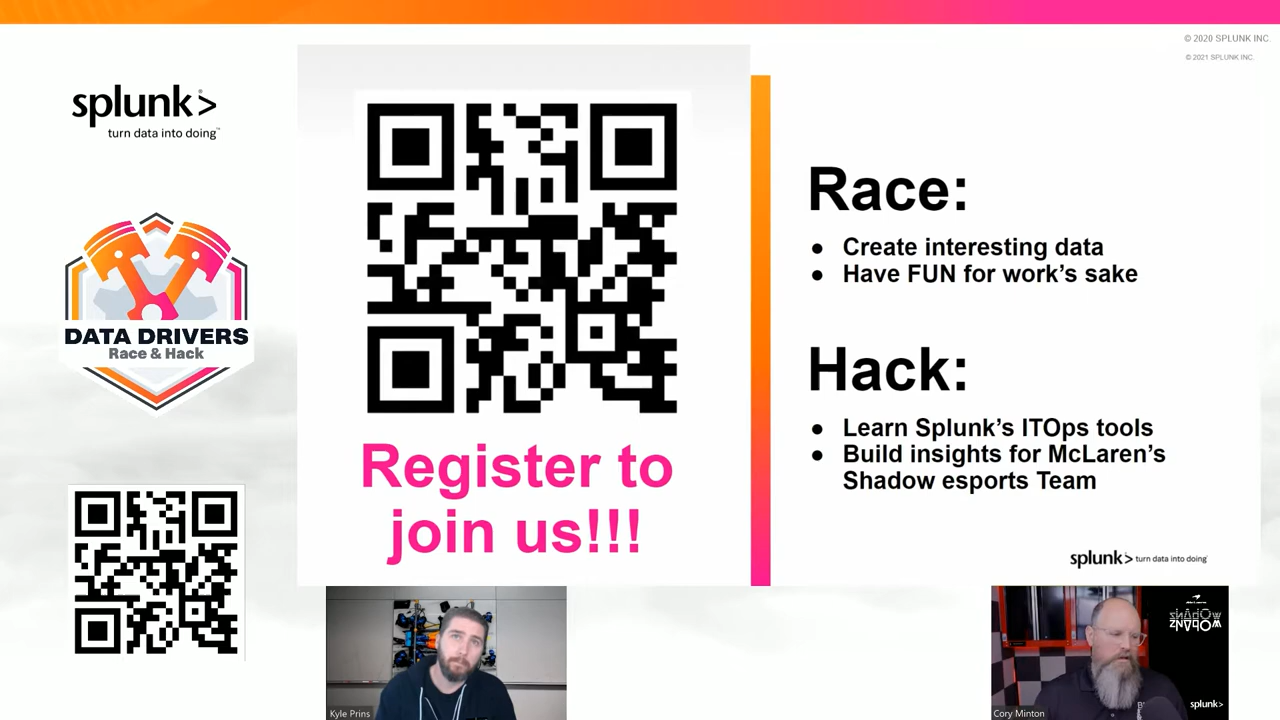 © 2020 SPLUNK INC.
© 2021 SPLUNK INC.
splunk>
turn data into doing™
DATA DRIVERS
Race & Hack
Register to
join us!!!
Race:
● Create interesting data
● Have FUN for work's sake
Hack:
● Learn Splunk's ITOps tools
● Build insights for McLaren's
Shadow esports Team
splunk> turn data into doing™
Kyle Prins
Cory Minton
splunk>